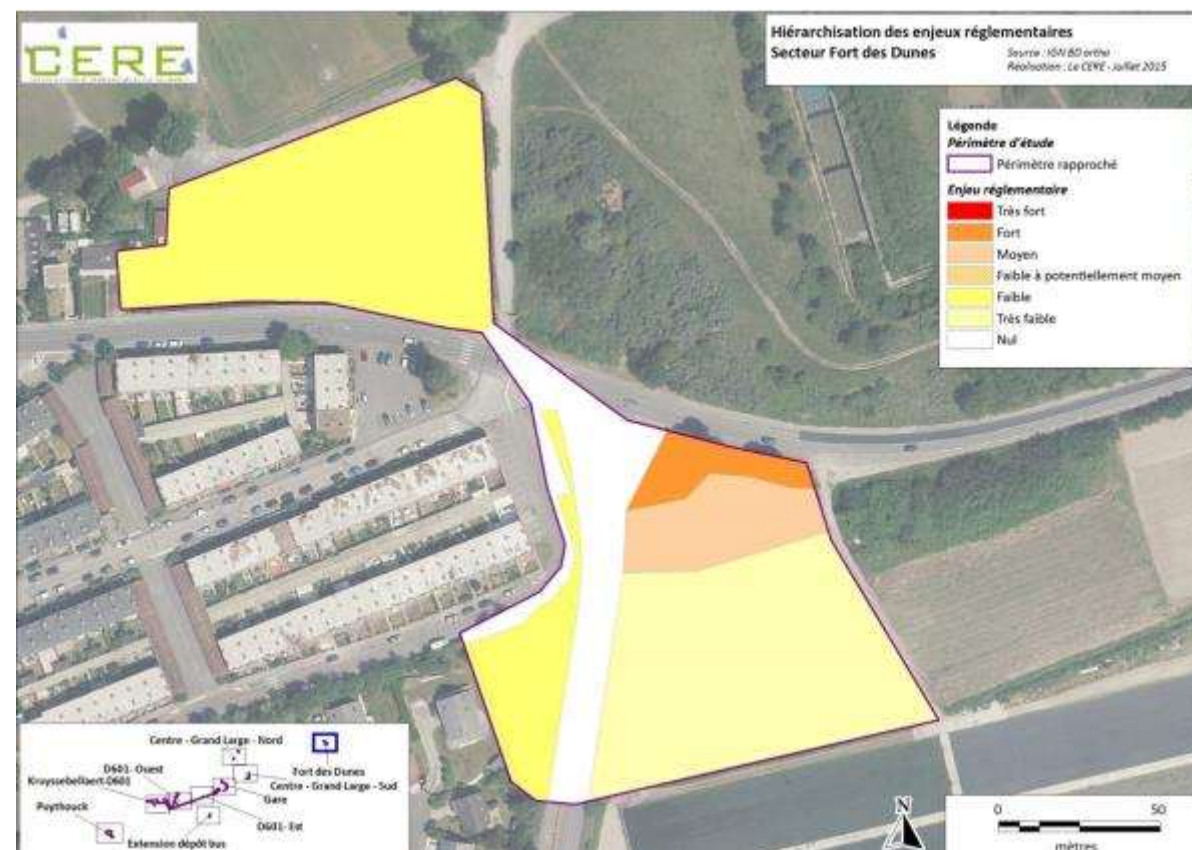 CERE
Hiérarchisation des enjeux réglementaires
Secteur Fort des Dunes
Source : IGN BD ortho
Réalisation : Le CERE - Juillet 2015
Légende
Périmètre d'étude
Périmètre rapproché
Enjeu réglementaire
Très fort
Fort
Moyen
Faible à potentiellement moyen
Faible
Très faible
Nul
Centre - Grand Large - Nord
D601- Ouest
Fort des Dunes
Kruyssebellaert-D601
Centre - Grand Large - Sud
Gare
Puythouck
D601- Est
Extension dépôt bus
N
0 50
mètres